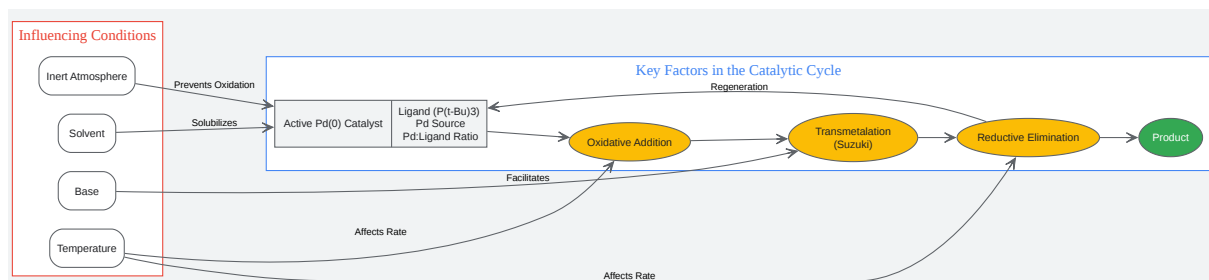 Influencing Conditions
Inert Atmosphere
Solvent
Base
Temperature
Prevents Oxidation
Solubilizes
Key Factors in the Catalytic Cycle
Regeneration
Active Pd(0) Catalyst
Ligand (P(t-Bu)3)
Pd Source
Pd:Ligand Ratio
Oxidative Addition
Transmetalation
(Suzuki)
Reductive Elimination
Product
Facilitates
Affects Rate
Affects Rate